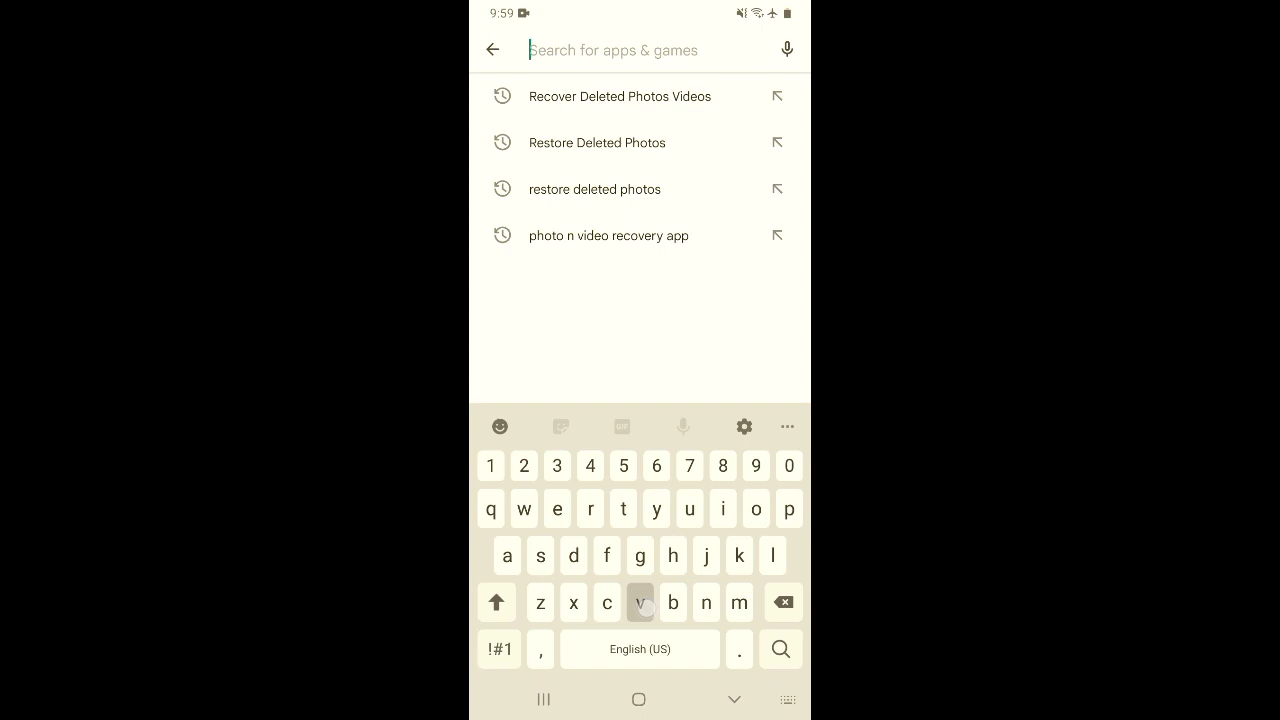 9:59
Search for apps & games
Recover Deleted Photos Videos
Restore Deleted Photos
restore deleted photos
photo n video recovery app
GIF
1 2 3 4 5 6 7 8 9 0
q w e r t y u i o p
a s d f g h j k l
z x c v b n m
!#1 , English (US) .